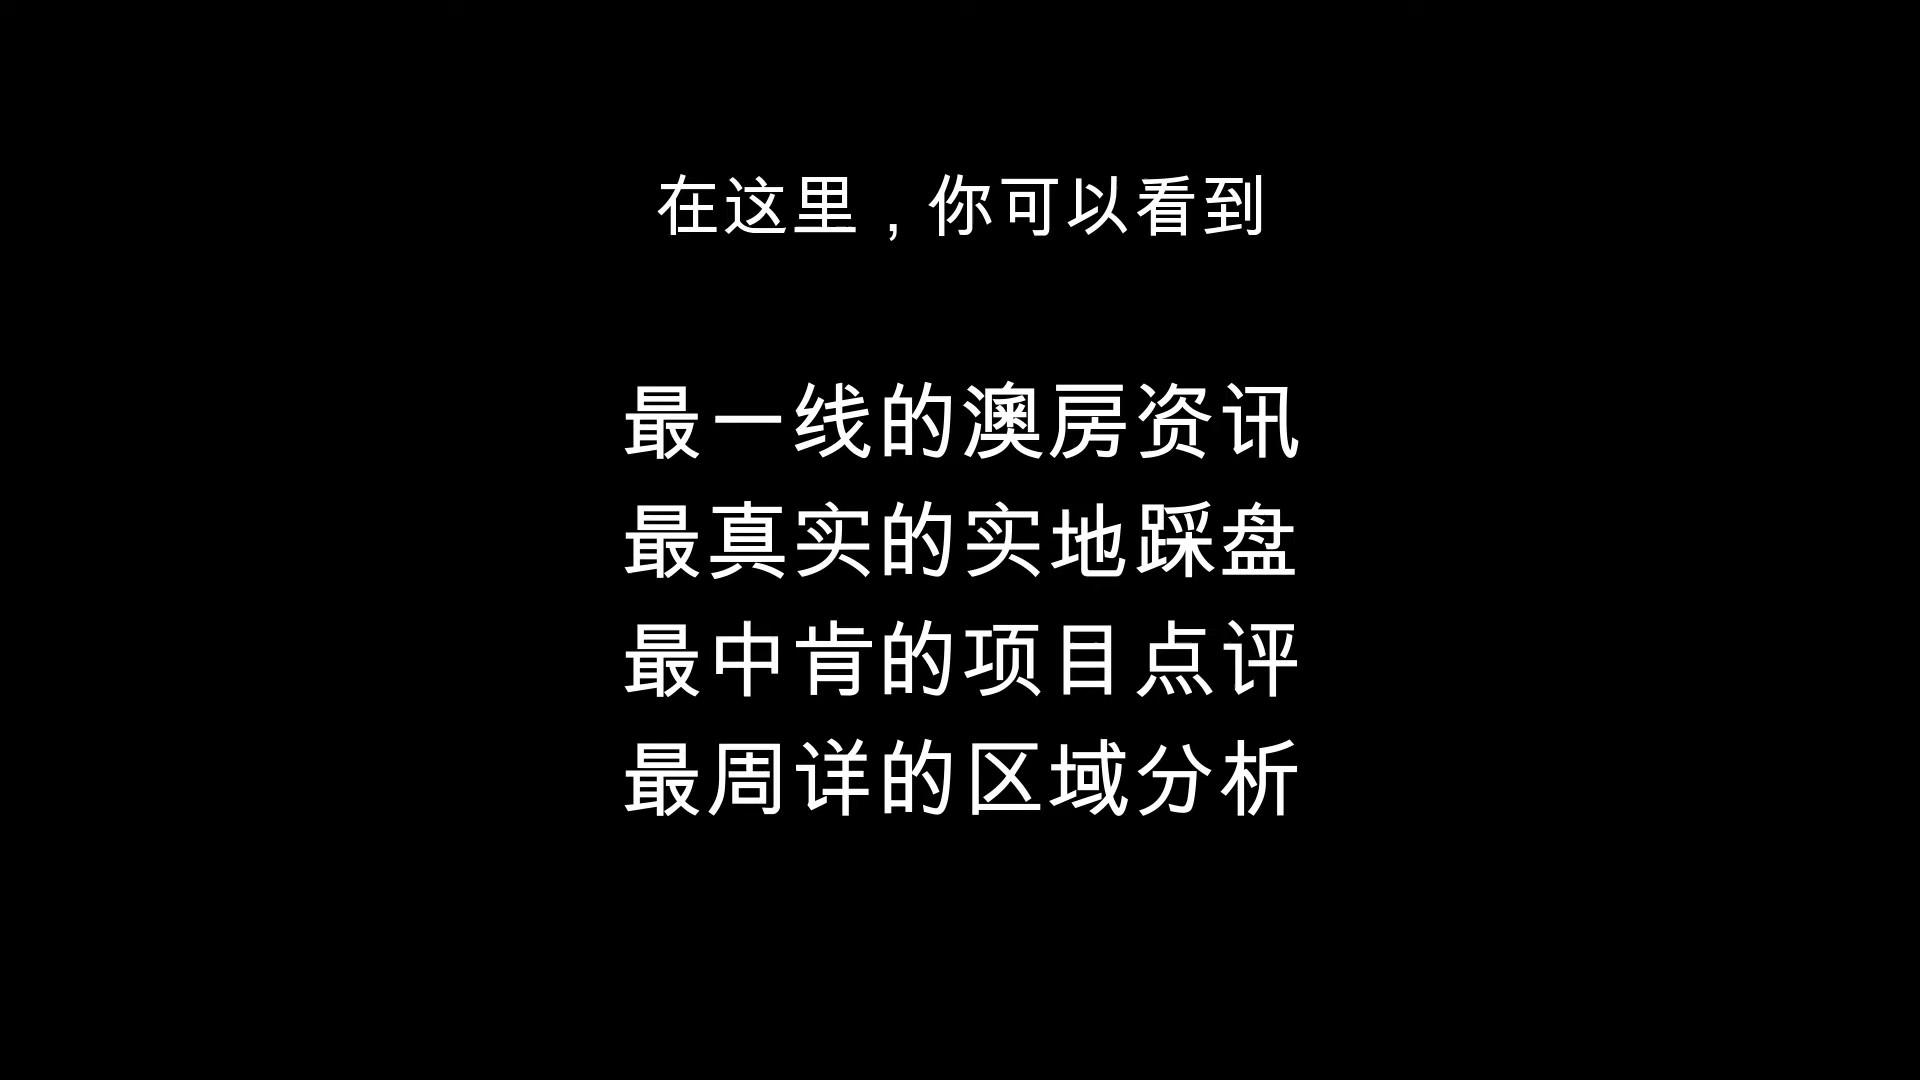 在这里，你可以看到
最一线的澳房资讯
最真实的实地踩盘
最中肯的项目点评
最周详的区域分析